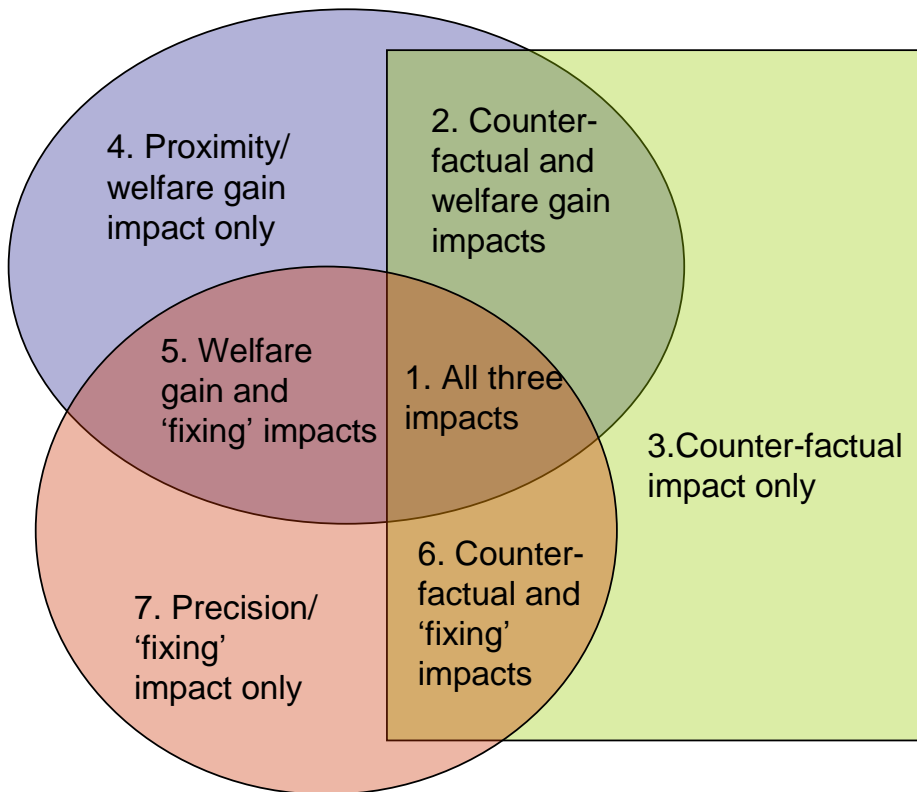 4. Proximity/
welfare gain
impact only
2. Counter-
factual and
welfare gain
impacts
5. Welfare
gain and
‘fixing’ impacts
1. All three
impacts
3.Counter-factual
impact only
6. Counter-
factual and
‘fixing’
impacts
7. Precision/
‘fixing’
impact only